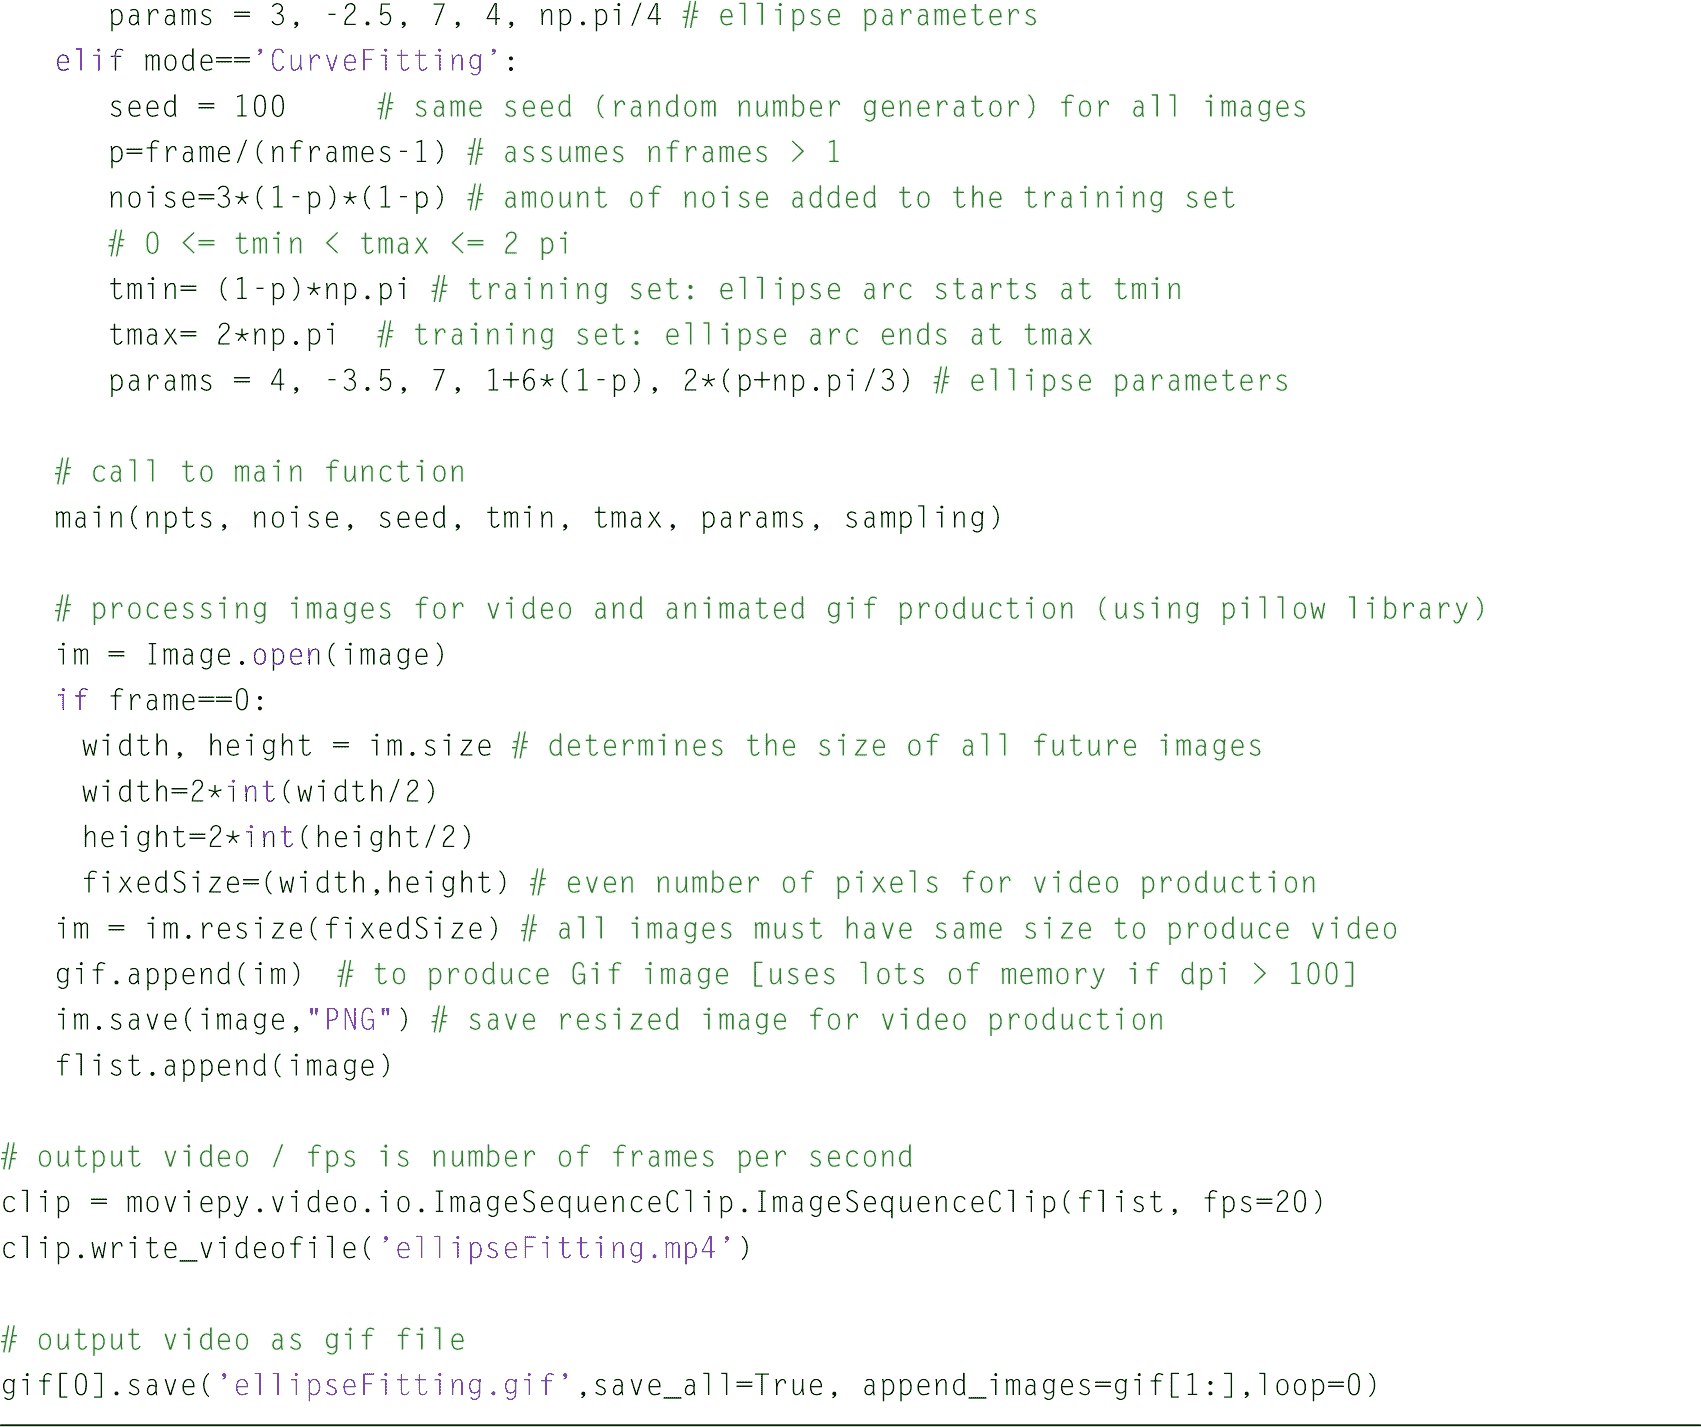 params = 3, -2.5, 7, 4, np.pi/4 # ellipse parameters
elif mode=='CurveFitting':
seed = 100 # same seed (random number generator) for all images
p=frame/(nframes-1) # assumes nframes > 1
noise=3*(1-p)*(1-p) # amount of noise added to the training set
# 0 <= tmin < tmax <= 2 pi
tmin= (1-p)*np.pi # training set: ellipse arc starts at tmin
tmax= 2*np.pi # training set: ellipse arc ends at tmax
params = 4, -3.5, 7, 1+6*(1-p), 2*(p+np.pi/3) # ellipse parameters
# call to main function
main(npts, noise, seed, tmin, tmax, params, sampling)
# processing images for video and animated gif production (using pillow library)
im = Image.open(image)
if frame==0:
width, height = im.size # determines the size of all future images
width=2*int(width/2)
height=2*int(height/2)
fixedSize=(width,height) # even number of pixels for video production
im = im.resize(fixedSize) # all images must have same size to produce video
gif.append(im) # to produce Gif image [uses lots of memory if dpi > 100]
im.save(image,"PNG") # save resized image for video production
flist.append(image)
# output video / fps is number of frames per second
clip = moviepy.video.io.ImageSequenceClip.ImageSequenceClip(flist, fps=20)
clip.write_videofile('ellipseFitting.mp4')
# output video as gif file
gif[0].save('ellipseFitting.gif',save_all=True, append_images=gif[1:],loop=0)